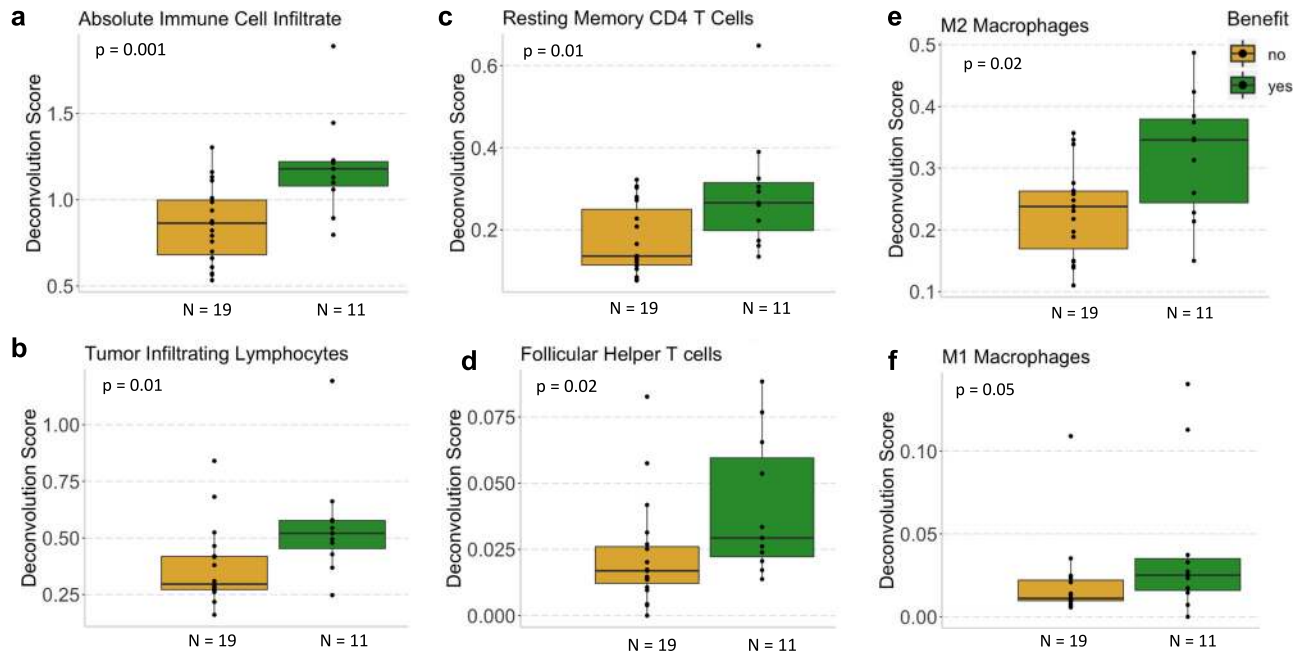 a
Absolute Immune Cell Infiltrate
p = 0.001
Deconvolution Score
1.5
1.0
0.5
N = 19
N = 11
b
Tumor Infiltrating Lymphocytes
p = 0.01
Deconvolution Score
1.00
0.75
0.50
0.25
N = 19
N = 11
c
Resting Memory CD4 T Cells
p = 0.01
Deconvolution Score
0.6
0.4
0.2
N = 19
N = 11
d
Follicular Helper T cells
p = 0.02
Deconvolution Score
0.075
0.050
0.025
0.000
N = 19
N = 11
e
M2 Macrophages
p = 0.02
Deconvolution Score
0.5
0.4
0.3
0.2
0.1
N = 19
N = 11
Benefit
no
yes
f
M1 Macrophages
p = 0.05
Deconvolution Score
0.10
0.05
0.00
N = 19
N = 11